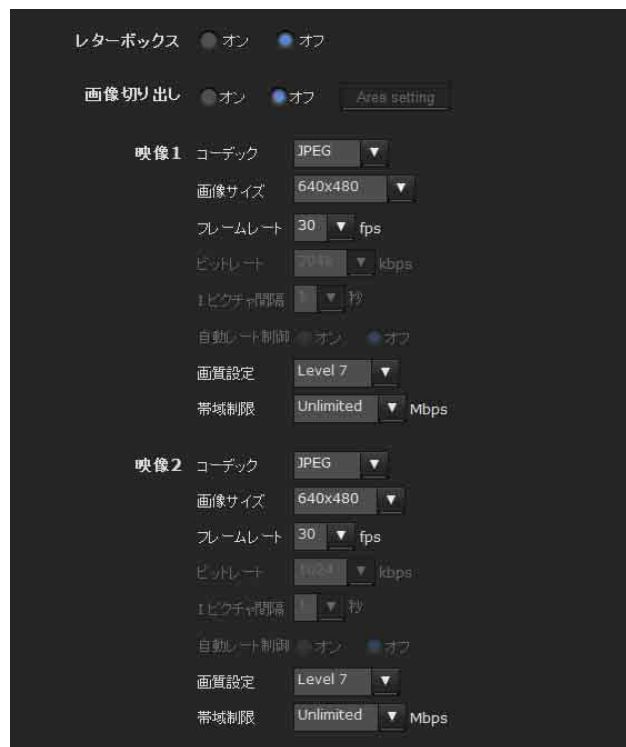 レターボックス オン オフ
画像切り出し オン オフ Area setting
映像1 コーデック JPEG
画像サイズ 640x480
フレームレート 30 fps
ビットレート 2048 kbps
Iピクチャ間隔 1 秒
自動レート制御 オン オフ
画質設定 Level 7
帯域制限 Unlimited Mbps
映像2 コーデック JPEG
画像サイズ 640x480
フレームレート 30 fps
ビットレート 1024 kbps
Iピクチャ間隔 1 秒
自動レート制御 オン オフ
画質設定 Level 7
帯域制限 Unlimited Mbps